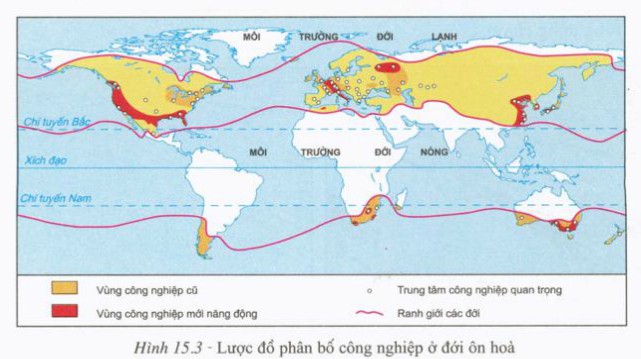 MÔI TRƯỜNG ĐỚI LẠNH
Chí tuyến Bắc
MÔI TRƯỜNG ĐỚI NÓNG
Xích đạo
Chí tuyến Nam
Vùng công nghiệp cũ
Trung tâm công nghiệp quan trọng
Vùng công nghiệp mới năng động
Ranh giới các đới
Hình 15.3 - Lược đồ phân bố công nghiệp ở đới ôn hoà